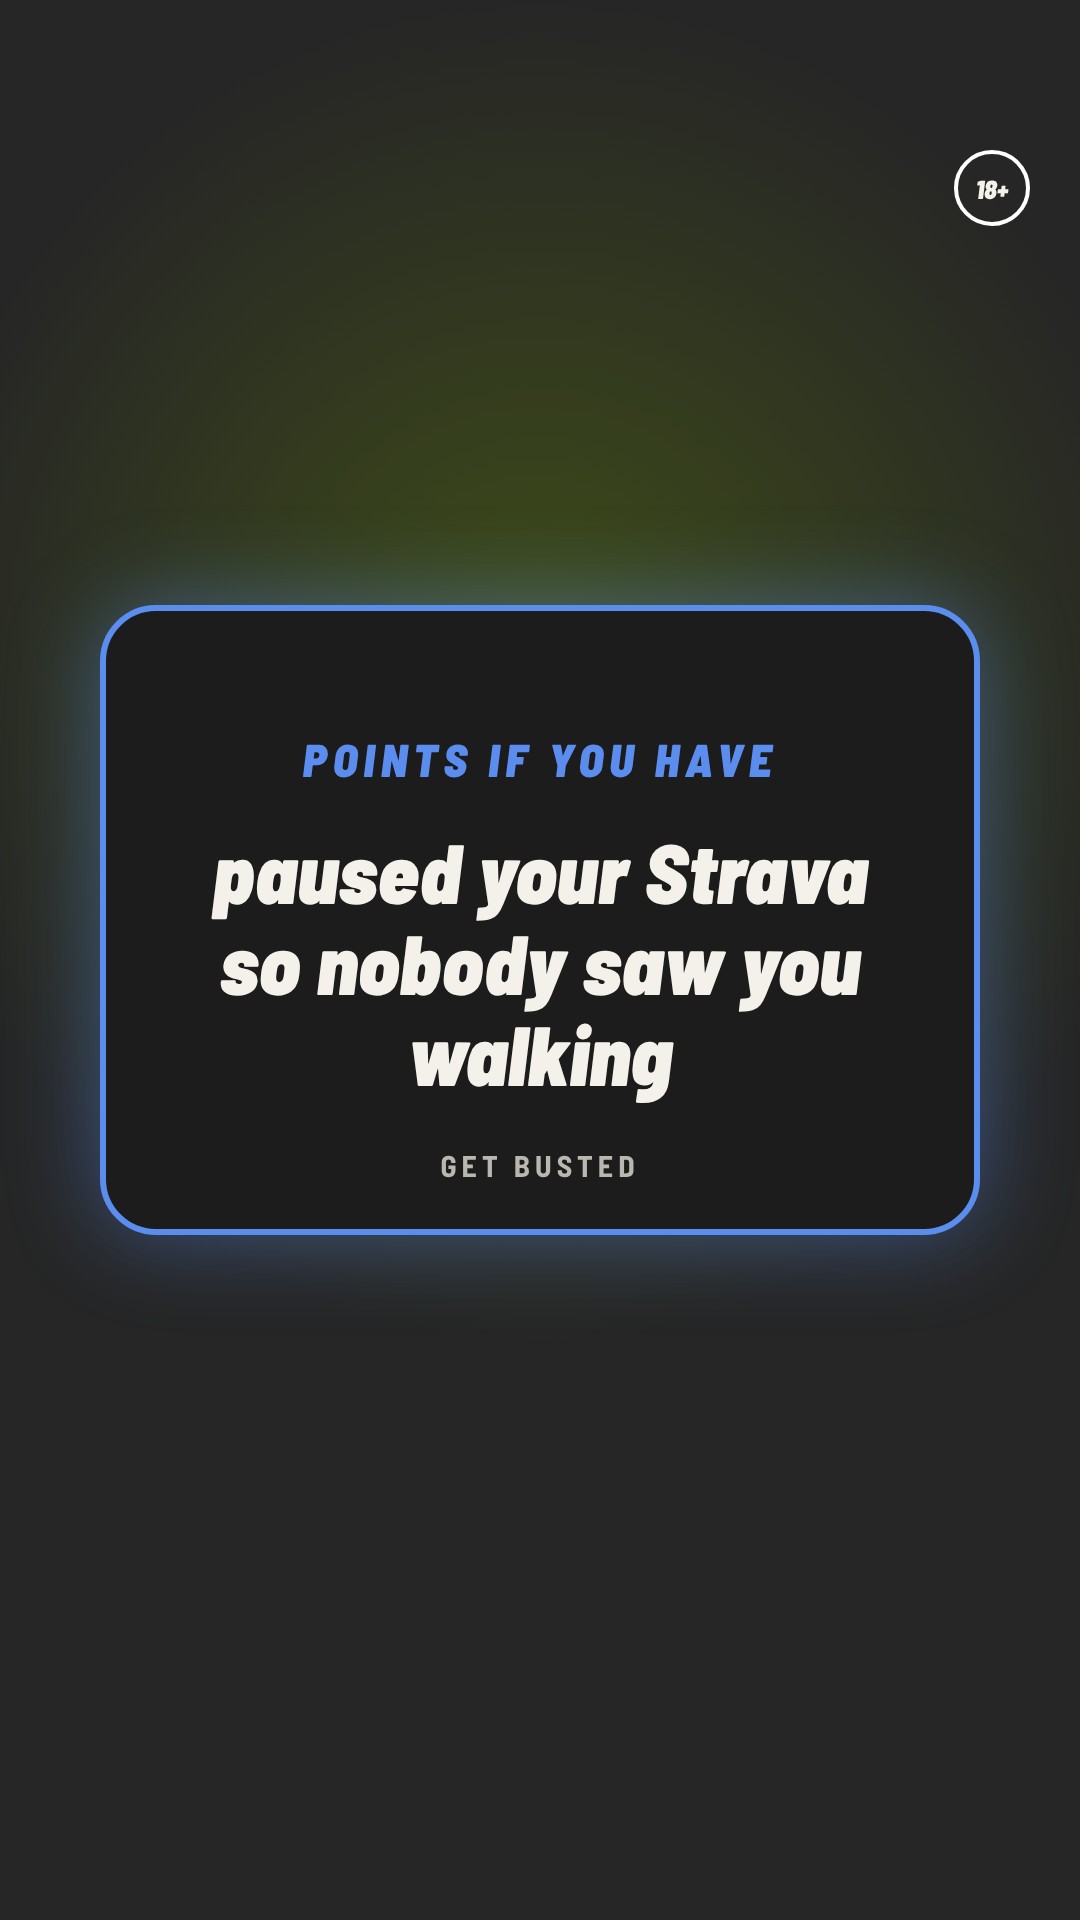 18+
POINTS IF YOU HAVE
paused your Strava
so nobody saw you
walking
GET BUSTED